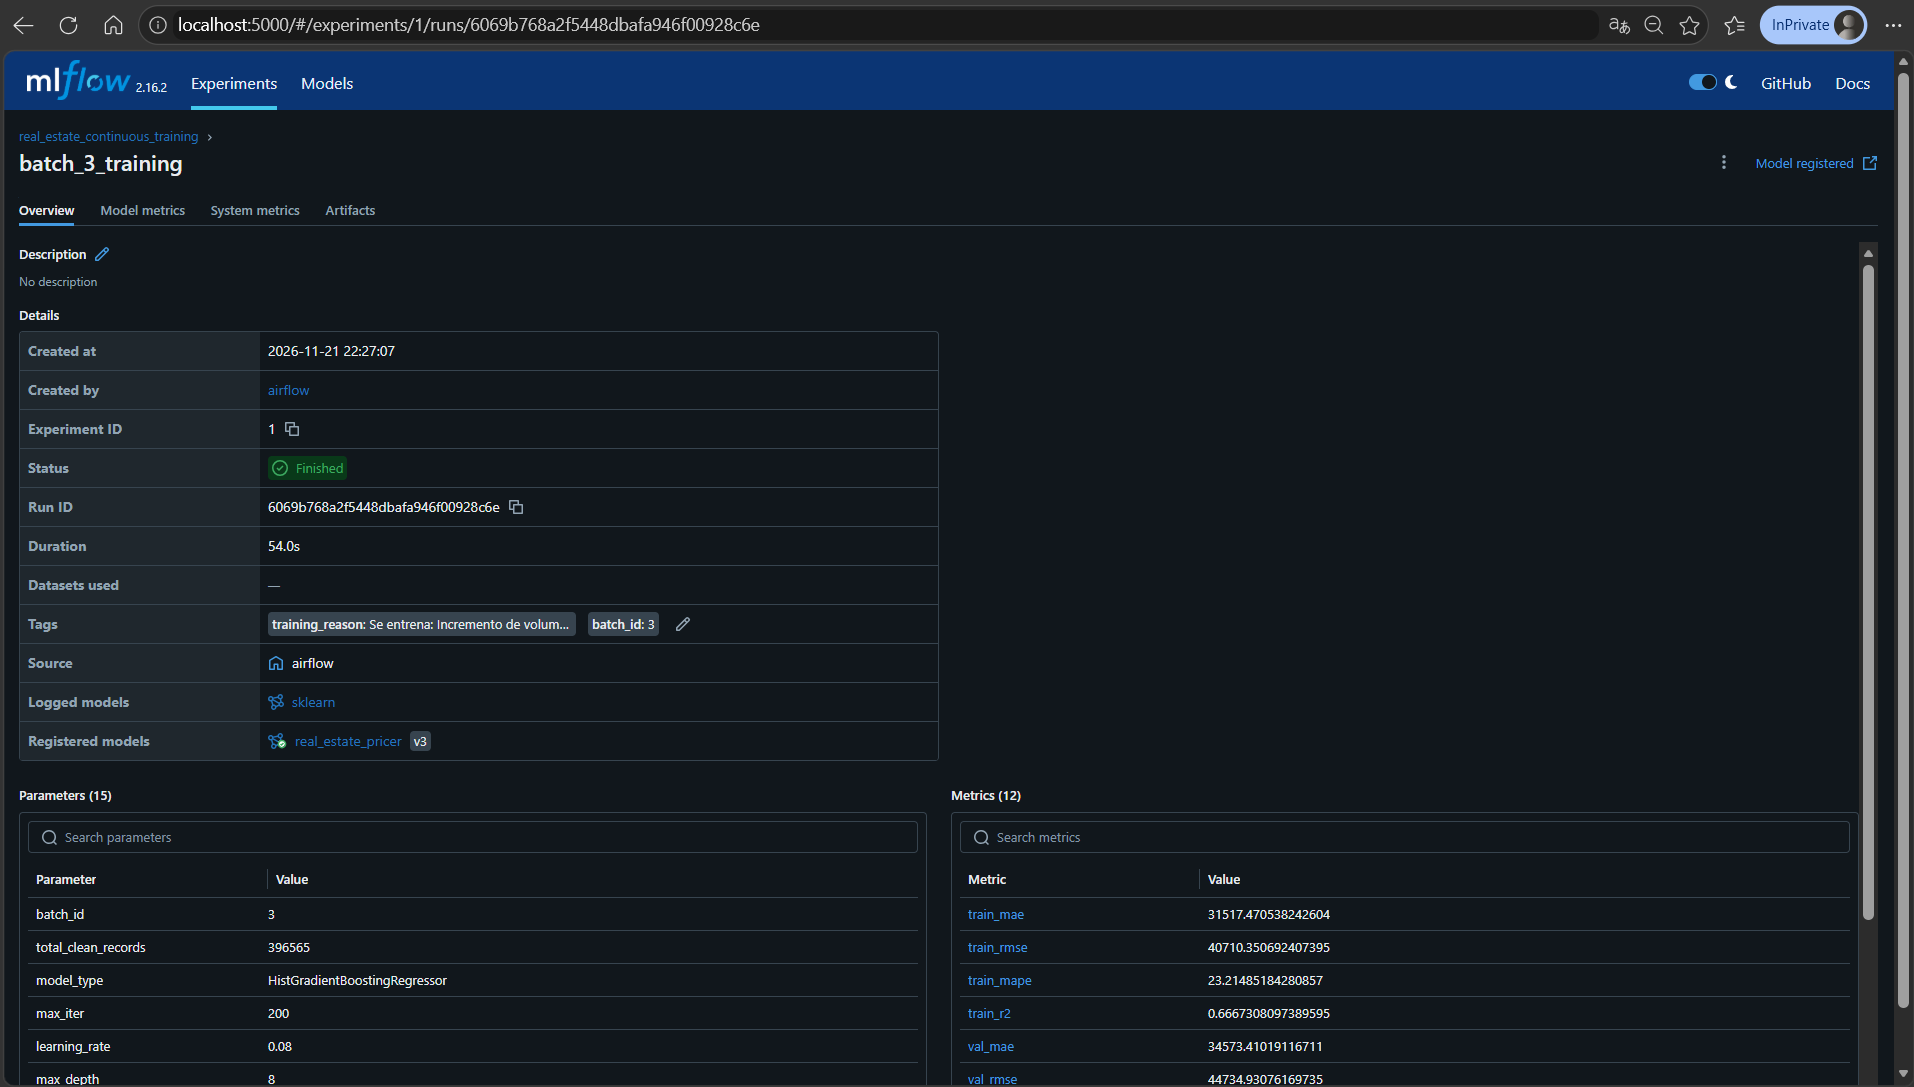 localhost:5000/#/experiments/1/runs/6069b768a2f5448dbafa946f00928c6e
InPrivate
mlflow 2.16.2 Experiments Models GitHub Docs
real_estate_continuous_training ›
batch_3_training
Model registered
Overview Model metrics System metrics Artifacts
Description
No description
Details
Created at 2026-11-21 22:27:07
Created by airflow
Experiment ID 1
Status Finished
Run ID 6069b768a2f5448dbafa946f00928c6e
Duration 54.0s
Datasets used —
Tags training_reason: Se entrena: Incremento de volum... batch_id: 3
Source airflow
Logged models sklearn
Registered models real_estate_pricer v3
Parameters (15)
Search parameters
Parameter Value
batch_id 3
total_clean_records 396565
model_type HistGradientBoostingRegressor
max_iter 200
learning_rate 0.08
max_depth 8
Metrics (12)
Search metrics
Metric Value
train_mae 31517.470538242604
train_rmse 40710.350692407395
train_mape 23.21485184280857
train_r2 0.6667308097389595
val_mae 34573.41019116711
val_rmse 44734.93076169735